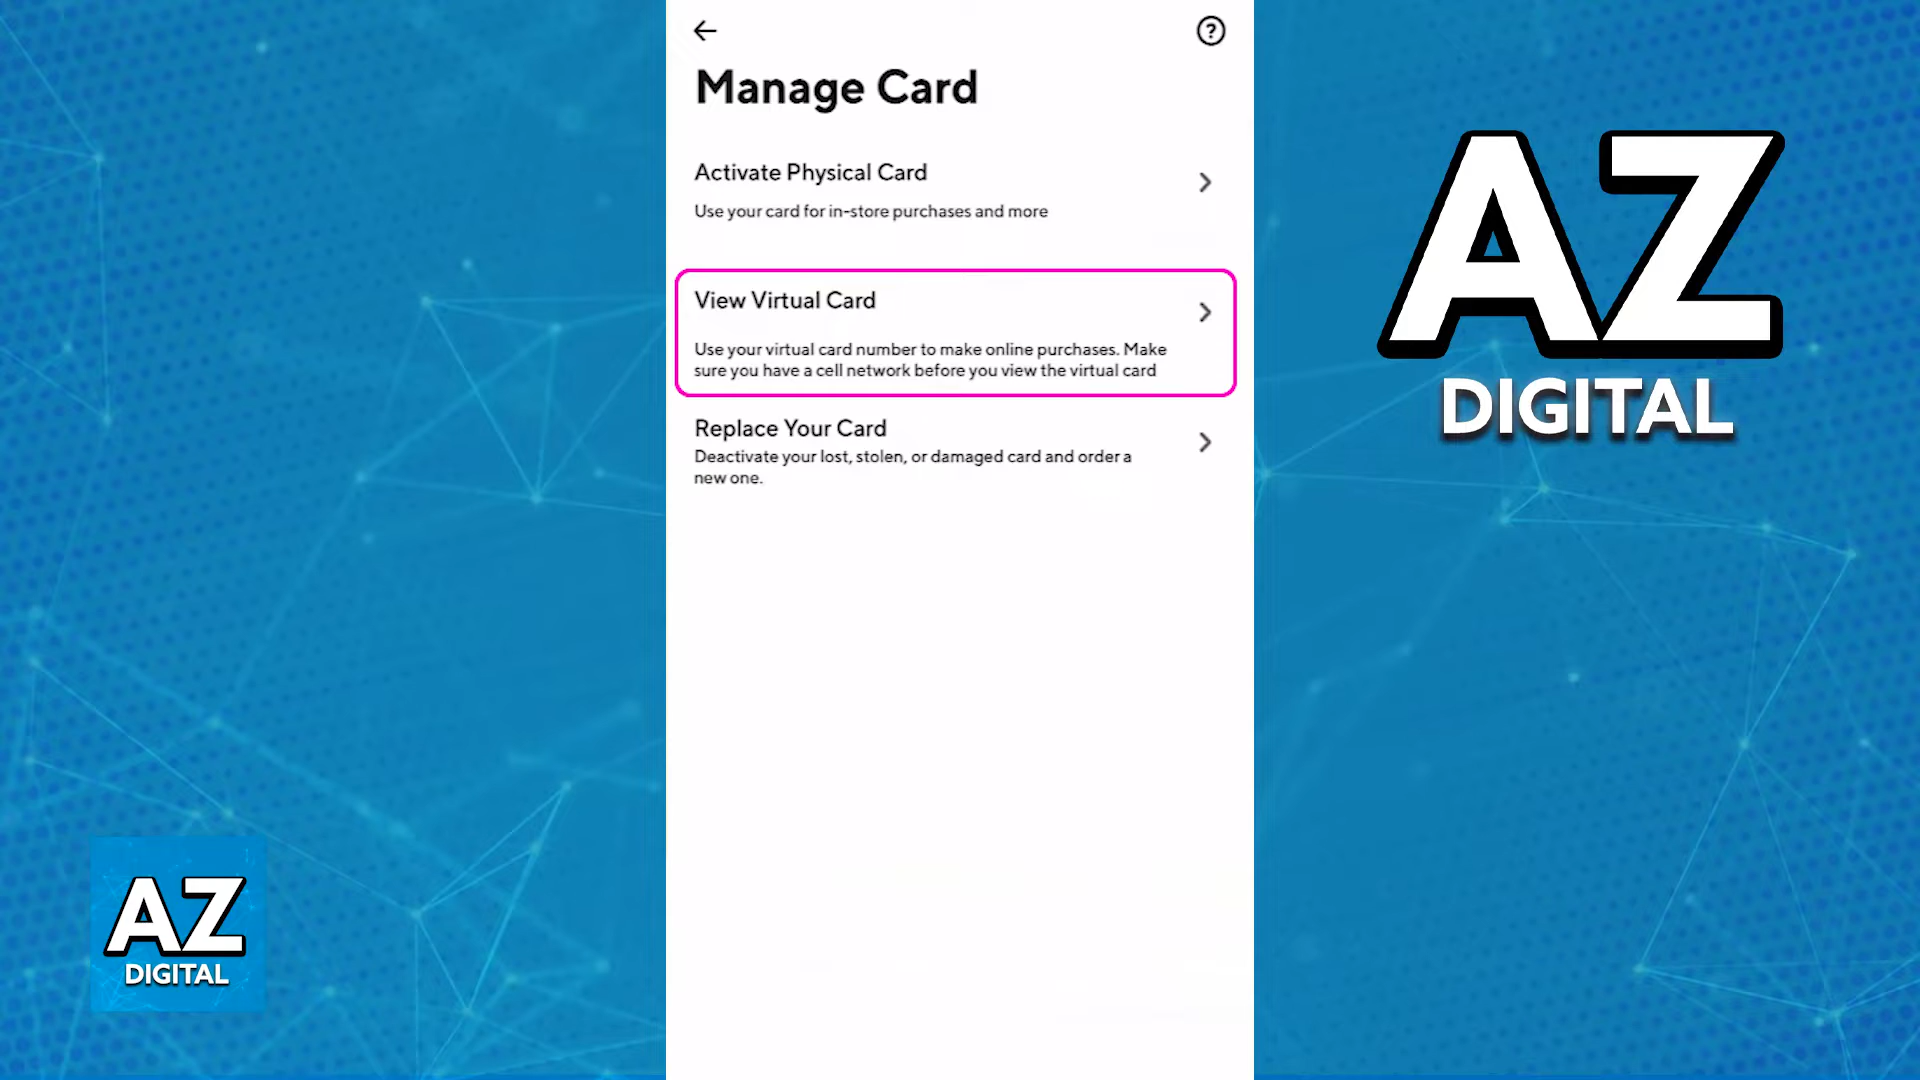 Manage Card
Activate Physical Card
Use your card for in-store purchases and more
View Virtual Card
Use your virtual card number to make online purchases. Make
sure you have a cell network before you view the virtual card
Replace Your Card
Deactivate your lost, stolen, or damaged card and order a
new one.
AZ
DIGITAL
AZ
DIGITAL